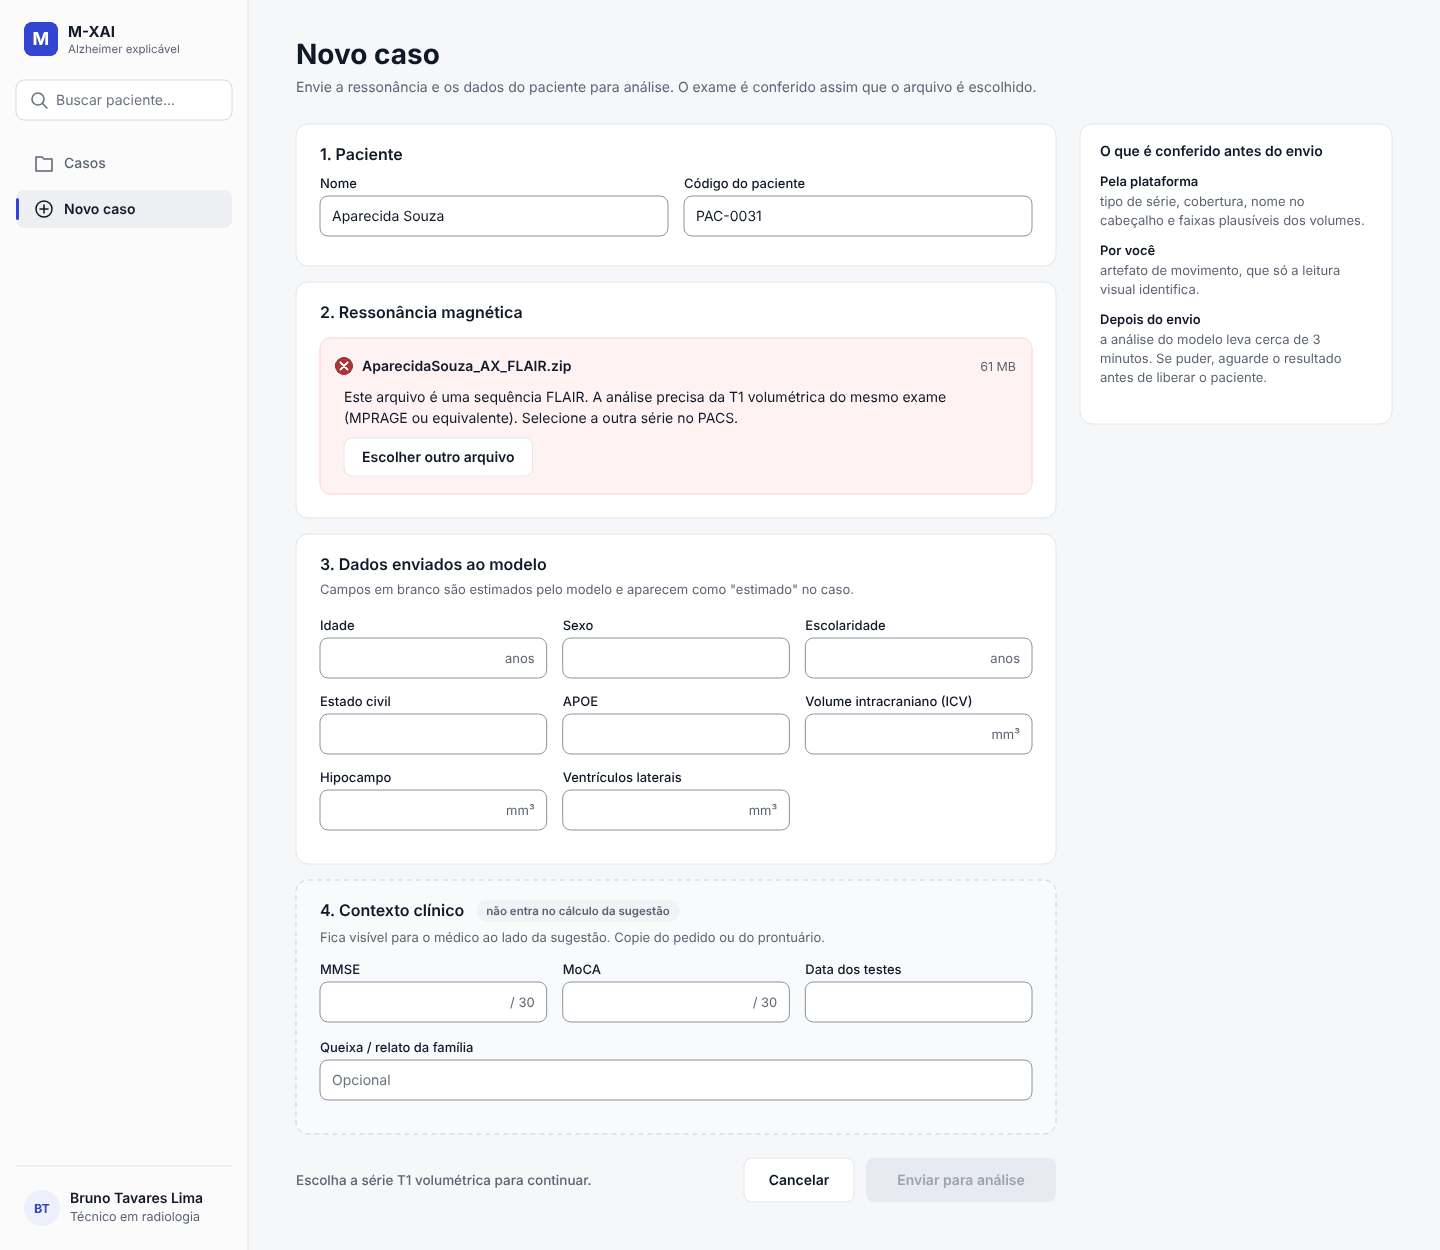 M
M-XAI
Alzheimer explicável
Buscar paciente...
Casos
Novo caso
BT
Bruno Tavares Lima
Técnico em radiologia
Novo caso
Envie a ressonância e os dados do paciente para análise. O exame é conferido assim que o arquivo é escolhido.
1. Paciente
Nome
Código do paciente
Aparecida Souza
PAC-0031
2. Ressonância magnética
AparecidaSouza_AX_FLAIR.zip
61 MB
Este arquivo é uma sequência FLAIR. A análise precisa da T1 volumétrica do mesmo exame
(MPRAGE ou equivalente). Selecione a outra série no PACS.
Escolher outro arquivo
3. Dados enviados ao modelo
Campos em branco são estimados pelo modelo e aparecem como "estimado" no caso.
Idade
Sexo
Escolaridade
anos
anos
Estado civil
APOE
Volume intracraniano (ICV)
mm³
Hipocampo
Ventrículos laterais
mm³
mm³
4. Contexto clínico
não entra no cálculo da sugestão
Fica visível para o médico ao lado da sugestão. Copie do pedido ou do prontuário.
MMSE
MoCA
Data dos testes
/ 30
/ 30
Queixa / relato da família
Opcional
Escolha a série T1 volumétrica para continuar.
Cancelar
Enviar para análise
O que é conferido antes do envio
Pela plataforma
tipo de série, cobertura, nome no
cabeçalho e faixas plausíveis dos volumes.
Por você
artefato de movimento, que só a leitura
visual identifica.
Depois do envio
a análise do modelo leva cerca de 3
minutos. Se puder, aguarde o resultado
antes de liberar o paciente.